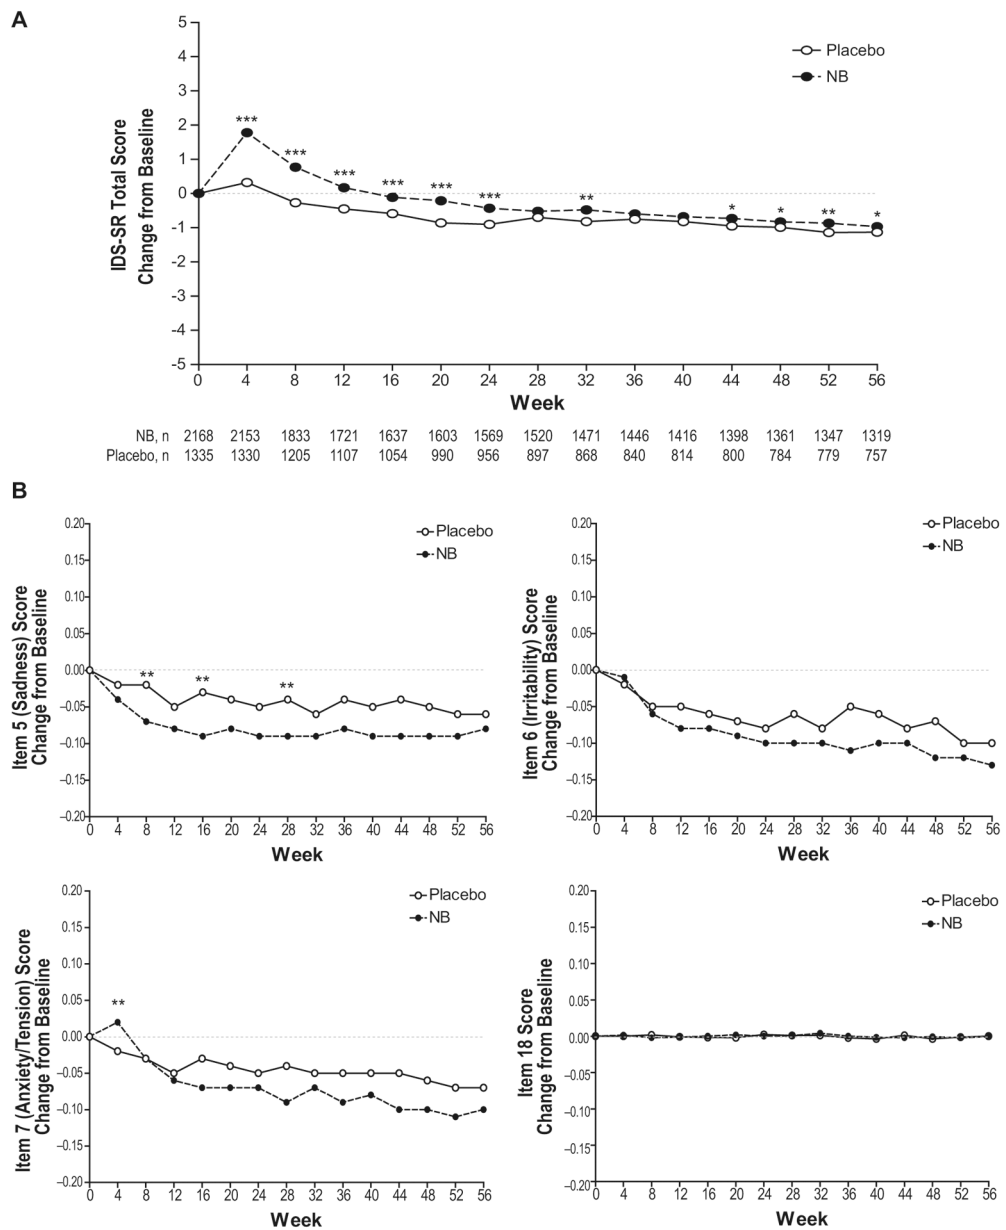 A
5
4
3
2
1
0
-1
-2
-3
-4
-5
IDS-SR Total Score
Change from Baseline
Placebo
NB
***
***
***
***
***
***
**
*
*
**
*
0 4 8 12 16 20 24 28 32 36 40 44 48 52 56
Week
NB, n 2168 2153 1833 1721 1637 1603 1569 1520 1471 1446 1416 1398 1361 1347 1319
Placebo, n 1335 1330 1205 1107 1054 990 956 897 868 840 814 800 784 779 757
B
0.20
0.15
0.10
0.05
0.00
–0.05
–0.10
–0.15
–0.20
Item 5 (Sadness) Score
Change from Baseline
Placebo
NB
** ** **
0 4 8 12 16 20 24 28 32 36 40 44 48 52 56
Week
0.20
0.15
0.10
0.05
0.00
–0.05
–0.10
–0.15
–0.20
Item 6 (Irritability) Score
Change from Baseline
Placebo
NB
0 4 8 12 16 20 24 28 32 36 40 44 48 52 56
Week
0.20
0.15
0.10
0.05
0.00
–0.05
–0.10
–0.15
–0.20
Item 7 (Anxiety/Tension) Score
Change from Baseline
Placebo
NB
**
0 4 8 12 16 20 24 28 32 36 40 44 48 52 56
Week
0.20
0.15
0.10
0.05
0.00
–0.05
–0.10
–0.15
–0.20
Item 18 Score
Change from Baseline
Placebo
NB
0 4 8 12 16 20 24 28 32 36 40 44 48 52 56
Week